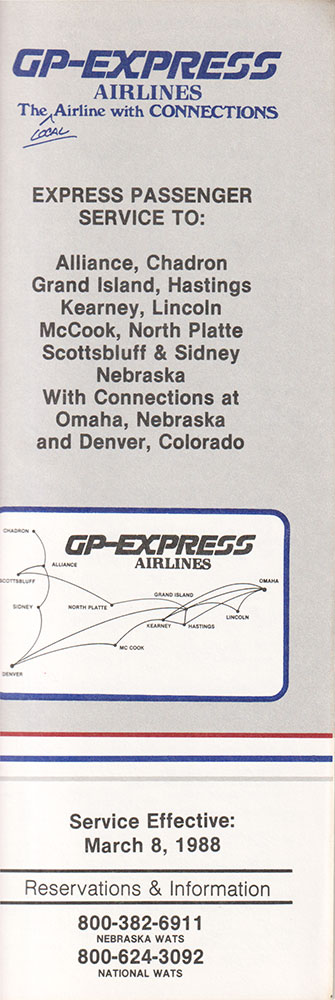 GP-EXPRESS
AIRLINES
The Airline with CONNECTIONS
LOCAL
EXPRESS PASSENGER
SERVICE TO:
Alliance, Chadron
Grand Island, Hastings
Kearney, Lincoln
McCook, North Platte
Scottsbluff & Sidney
Nebraska
With Connections at
Omaha, Nebraska
and Denver, Colorado
CHADRON
GP-EXPRESS
AIRLINES
ALLIANCE
SCOTTSBLUFF
OMAHA
GRAND ISLAND
SIDNEY
NORTH PLATTE
LINCOLN
KEARNEY
HASTINGS
MC COOK
DENVER
Service Effective:
March 8, 1988
Reservations & Information
800-382-6911
NEBRASKA WATS
800-624-3092
NATIONAL WATS